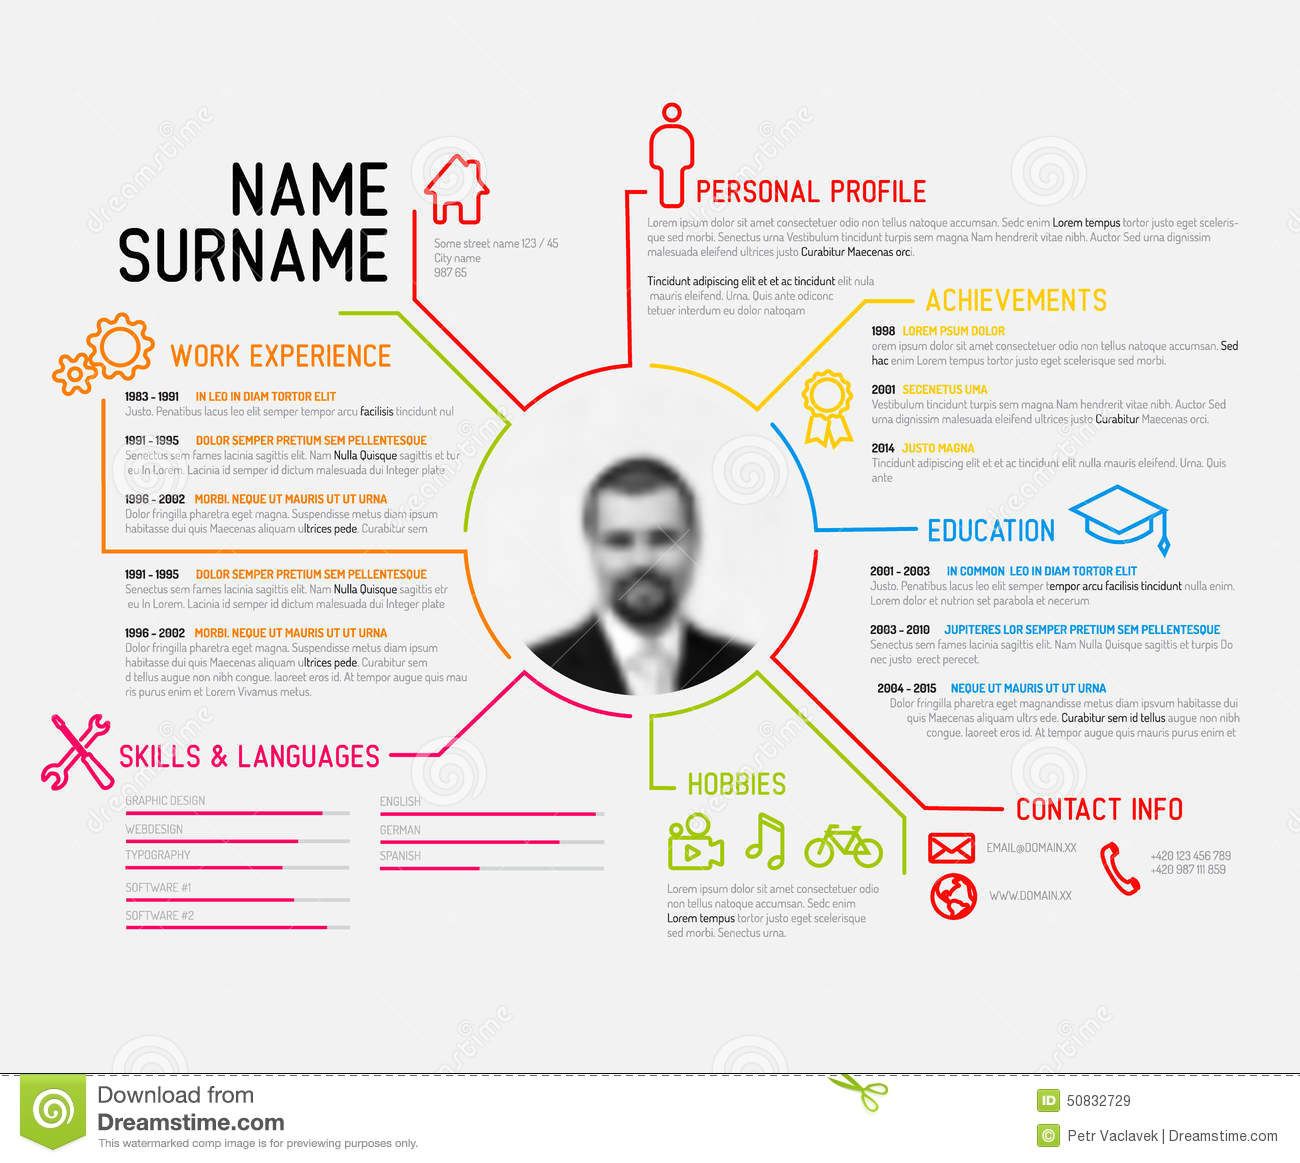 NAME
SURNAME
Some street name 123 / 45
City name
987 65
PERSONAL PROFILE
Lorem ipsum dolor sit amet consectetuer odio non tellus natoque accumsan. Sedc enim Lorem tempus tortor justo eget sceleris-
que sed morbi. Senectus urna Vestibulum tincidunt turpis sem magna Nam hendrerit vitae nibh. Auctor Sed urna dignissim
malesuada eleifend ultrices justo Curabitur Maecenas orci.
Tincidunt adipiscing elit et et ac tincidunt elit nula
mauris eleifend. Urna. Quis ante odiconc
tetuer interdum eu dolor natoqam
ACHIEVEMENTS
1998 LOREM PSUM DOLOR
orem ipsum dolor sit amet consectetuer odio non tellus natoque accumsan. Sed
hac enim Lorem tempus tortor justo eget scelerisque sed morbi.
2001 SECENETUS UMA
Vestibulum tincidunt turpis sem magna Nam hendrerit vitae nibh. Auctor Sed urna
dignissim malesuada eleifend ultrices justo Curabitur Maecenas orci.
2014 JUSTO MAGNA
Tincidunt adipiscing elit et et ac tincidunt elit nulla mauris eleifend. Urna. Quis
ante
WORK EXPERIENCE
1983 - 1991 IN LEO IN DIAM TORTOR ELIT
Justo. Penatibus lacus leo elit semper tempor arcu facilisis tincidunt nul
1991 - 1995 DOLOR SEMPER PRETIUM SEM PELLENTESQUE
Senectus sem fames lacinia sagittis elit. Nam Nulla Quisque sagittis et tur
eu In Lorem. Lacinia id semper id dictum malesuada dui Integer plate
1996 - 2002 MORBI. NEQUE UT MAURIS UT UT URNA
Dolor fringilla pharetra eget magna. Suspendisse metus diam ipsum
habitasse dui quis Maecenas aliquam ultrices pede. Curabitur sem
1991 - 1995 DOLOR SEMPER PRETIUM SEM PELLENTESQUE
Senectus sem fames lacinia sagittis elit. Nam Nulla Quisque sagittis etr
eu In Lorem. Lacinia id semper id dictum malesuada dui Integer platte
1996 - 2002 MORBI. NEQUE UT MAURIS UT UT URNA
Dolor fringilla pharetra eget magna. Suspendisse metus diam ipsum
habitasse dui quis Maecenas aliquam ultrices pede. Curabitur sem
d tellus augue non nibh congue. laoreet eros id. At tempor augue quis mauris
ris purus enim et Lorem Vivamus metus.
EDUCATION
2001 - 2003 IN COMMON LEO IN DIAM TORTOR ELIT
Justo. Penatibus lacus leo elit semper tempor arcu facilisis tincidunt nulla enim.
Lorem dolor et nutrion set parabola et necerum
2003 - 2010 JUPITERES LOR SEMPER PRETIUM SEM PELLENTESQUE
Senectus sem fames lacinia sagittis elit. Nam Nulla Quisque sagittis et turpis Do
nec justo erect perecet.
2004 - 2015 NEQUE UT MAURIS UT UT URNA
Dolor fringilla pharetra eget magnandisse metus diam ipsum habitasse dui
quis Maecenas aliquam ultrs ede. Curabitur sem id tellus augue non nibh
congue. laoreet eros id. At tempor augue quis mauris purus enim et
SKILLS & LANGUAGES
GRAPHIC DESIGN
WEBDESIGN
TYPOGRAPHY
SOFTWARE #1
SOFTWARE #2
ENGLISH
GERMAN
SPANISH
HOBBIES
Lorem ipsum dolor sit amet consectetuer odio
non tellus natoque accumsan. Sedc enim
Lorem tempus tortor justo eget scelerisque
sed morbi. Senectus urna.
CONTACT INFO
EMAIL@DOMAIN.XX
WWW.DOMAIN.XX
+420 123 456 789
+420 987 111 859
Download from
Dreamstime.com
This watermarked comp image is for previewing purposes only.
ID 50832729
© Petr Vaclavek | Dreamstime.com